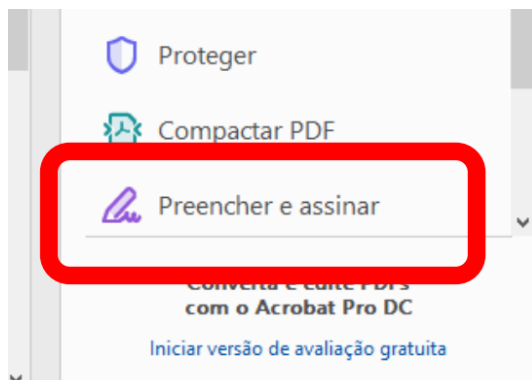 Proteger
Compactar PDF
Preencher e assinar
Converta e edite PDFs
com o Acrobat Pro DC
Iniciar versão de avaliação gratuita